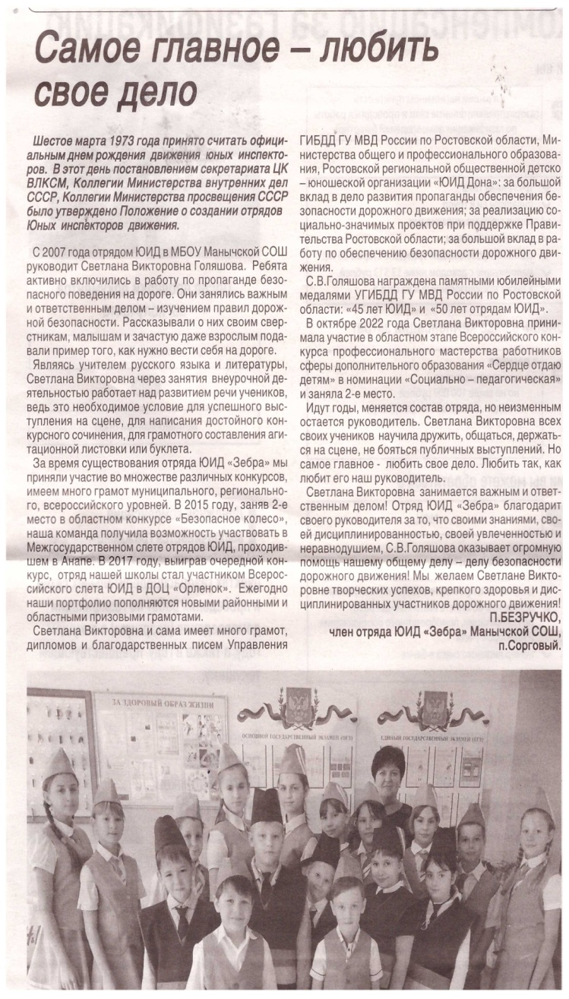 Самое главное – любить
свое дело
Шестое марта 1973 года принято считать офици-
альным днем рождения движения юных инспекто-
ров. В этот день постановлением секретариата ЦК
ВЛКСМ, Коллегии Министерства внутренних дел
СССР, Коллегии Министерства просвещения СССР
было утверждено Положение о создании отрядов
Юных инспекторов движения.
С 2007 года отрядом ЮИД в МБОУ Манычской СОШ
руководит Светлана Викторовна Голяшова. Ребята
активно включились в работу по пропаганде безо-
пасного поведения на дороге. Они занялись важным
и ответственным делом – изучением правил дорож-
ной безопасности. Рассказывали о них своим свер-
стникам, малышам и зачастую даже взрослым пода-
вали пример того, как нужно вести себя на дороге.
Являясь учителем русского языка и литературы,
Светлана Викторовна через занятия внеурочной де-
ятельностью работает над развитием речи учеников,
ведь это необходимое условие для успешного выс-
тупления на сцене, для написания достойного кон-
курсного сочинения, для грамотного составления аги-
тационной листовки или буклета.
За время существования отряда ЮИД «Зебра» мы
приняли участие во множестве различных конкурсов,
имеем много грамот муниципального, регионально-
го, всероссийского уровней. В 2015 году, заняв 2-е
место в областном конкурсе «Безопасное колесо»,
наша команда получила возможность участвовать в
Межгосударственном слете отрядов ЮИД, проходив-
шем в Анапе. В 2017 году, выиграв очередной кон-
курс, отряд нашей школы стал участником Всерос-
сийского слета ЮИД в ДОЦ «Орленок». Ежегодно
наши портфолио пополняются новыми районными и
областными призовыми грамотами.
Светлана Викторовна и сама имеет много грамот,
дипломов и благодарственных писем Управления
ГИБДД ГУ МВД России по Ростовской области, Ми-
нистерства общего и профессионального образова-
ния, Ростовской региональной общественной детско
– юношеской организации «ЮИД Дона»: за большой
вклад в дело развития пропаганды обеспечения бе-
зопасности дорожного движения; за реализацию со-
циально-значимых проектов при поддержке Прави-
тельства Ростовской области; за большой вклад в ра-
боту по обеспечению безопасности дорожного дви-
жения.
С.В.Голяшова награждена памятными юбилейными
медалями УГИБДД ГУ МВД России по Ростовской
области: «45 лет ЮИД» и «50 лет отрядам ЮИД».
В октябре 2022 года Светлана Викторовна прини-
мала участие в областном этапе Всероссийского кон-
курса профессионального мастерства работников
сферы дополнительного образования «Сердце отдаю
детям» в номинации «Социально – педагогическая»
и заняла 2-е место.
Идут годы, меняется состав отряда, но неизменным
остается руководитель. Светлана Викторовна всех
своих учеников научила дружить, общаться, держать-
ся на сцене, не бояться публичных выступлений. Но
самое главное - любить свое дело. Любить так, как
любит его наш руководитель.
Светлана Викторовна занимается важным и ответ-
ственным делом! Отряд ЮИД «Зебра» благодарит
своего руководителя за то, что своими знаниями, сво-
ей дисциплинированностью, своей увлеченностью и
неравнодушием, С.В.Голяшова оказывает огромную
помощь нашему общему делу – делу безопасности
дорожного движения! Мы желаем Светлане Викто-
ровне творческих успехов, крепкого здоровья и дис-
циплинированных участников дорожного движения!
П.БЕЗРУЧКО,
член отряда ЮИД «Зебра» Манычской СОШ,
п.Сорговый.
ЗА ЗДОРОВЫЙ ОБРАЗ ЖИЗНИ
ОСНОВНОЙ ГОСУДАРСТВЕННЫЙ ЭКЗАМЕН (ОГЭ)
ЕДИНЫЙ ГОСУДАРСТВЕННЫЙ ЭКЗАМЕН (ЕГЭ)